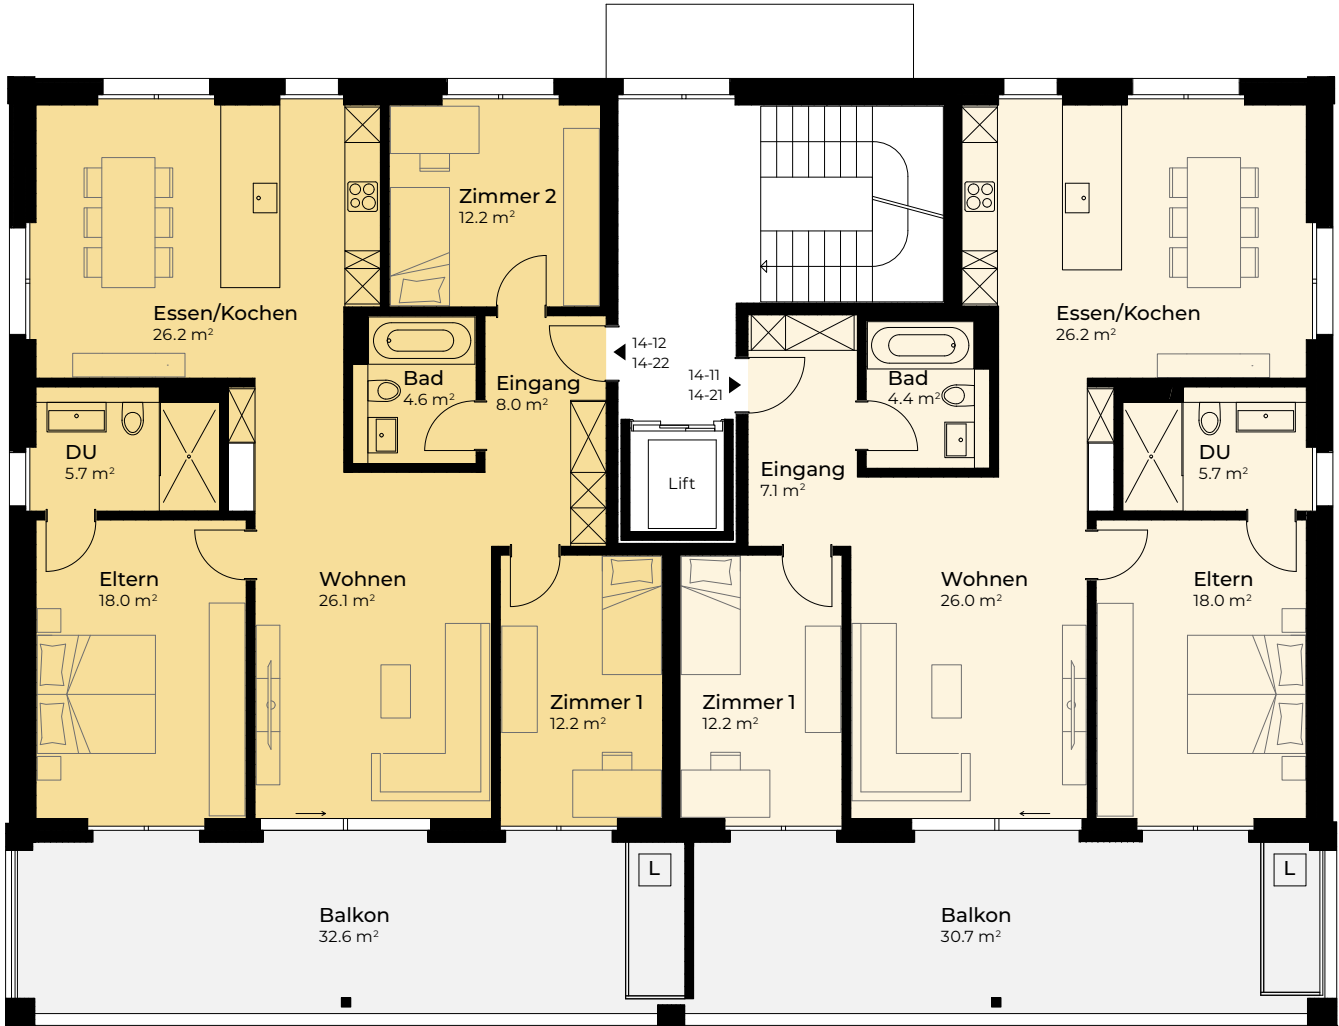 Zimmer 2
12.2 m²
Essen/Kochen
26.2 m²
Essen/Kochen
26.2 m²
14-12
14-22
14-11
14-21
Bad
4.6 m²
Eingang
8.0 m²
Bad
4.4 m²
DU
5.7 m²
Lift
Eingang
7.1 m²
DU
5.7 m²
Eltern
18.0 m²
Wohnen
26.1 m²
Wohnen
26.0 m²
Eltern
18.0 m²
Zimmer 1
12.2 m²
Zimmer 1
12.2 m²
L
L
Balkon
32.6 m²
Balkon
30.7 m²